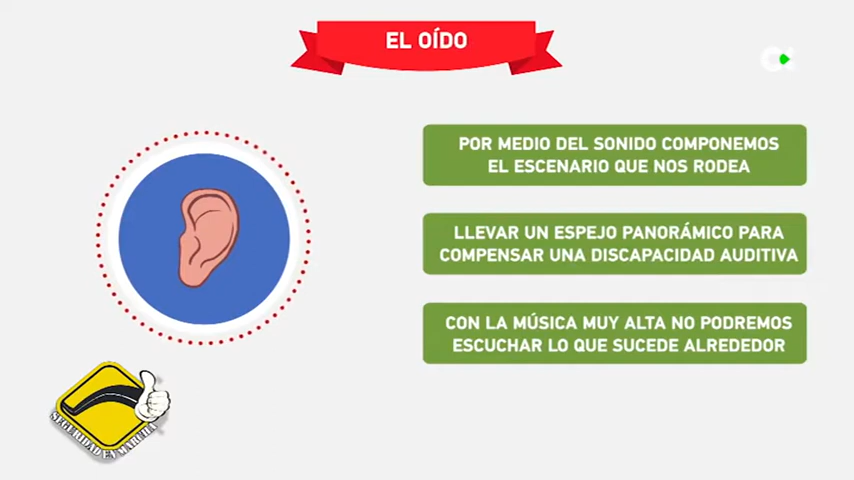 EL OÍDO
POR MEDIO DEL SONIDO COMPONEMOS
EL ESCENARIO QUE NOS RODEA
LLEVAR UN ESPEJO PANORÁMICO PARA
COMPENSAR UNA DISCAPACIDAD AUDITIVA
CON LA MÚSICA MUY ALTA NO PODREMOS
ESCUCHAR LO QUE SUCEDE ALREDEDOR
SEGURIDAD EN MARCHA